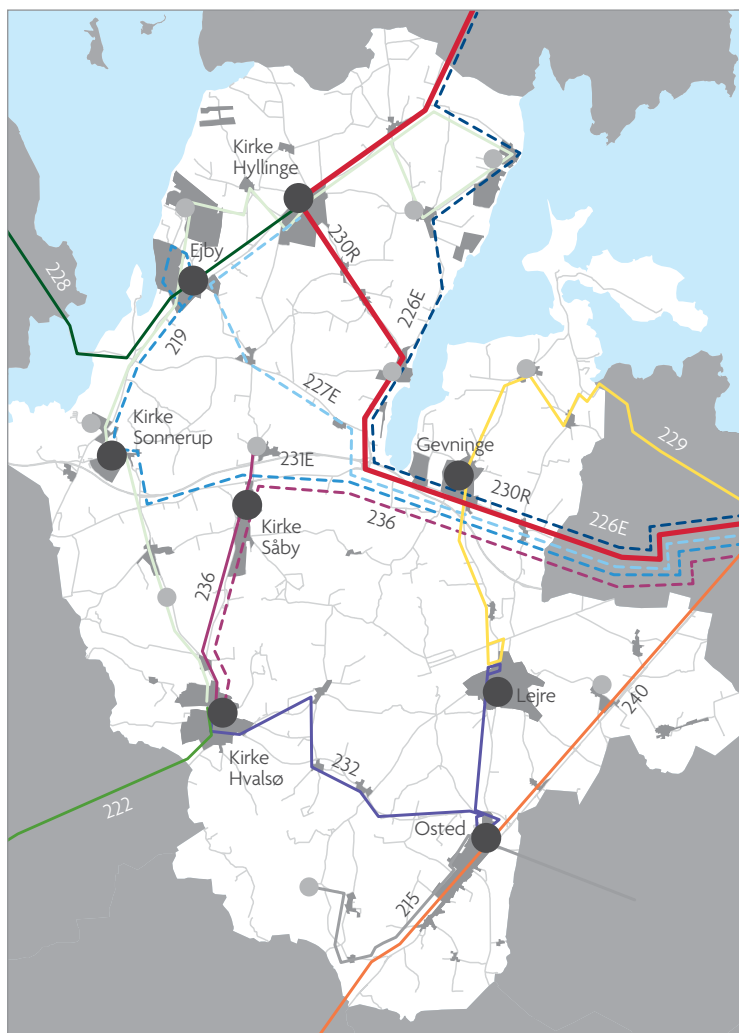 Kirke
Hyllinge
230R
Ejby
228
226E
219
227E
Kirke
Sonnerup
Gevninge
229
231E
230R
Kirke
Såby
236
226E
236
Lejre
240
Kirke
Hvalsø
232
222
Osted
215